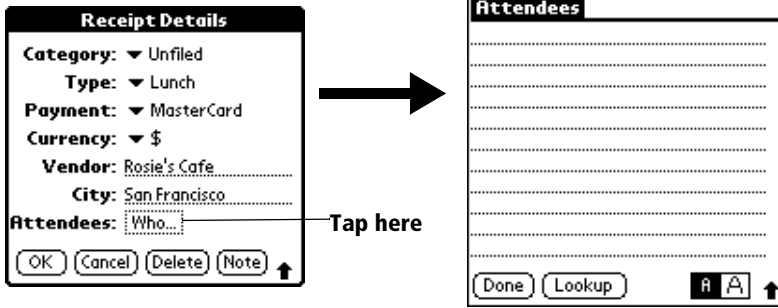 Receipt Details
Category: Unfiled
Type: Lunch
Payment: MasterCard
Currency: $
Vendor: Rosie's Cafe
City: San Francisco
Attendees: Who...
OK Cancel Delete Note
Tap here
Attendees
Done Lookup A A